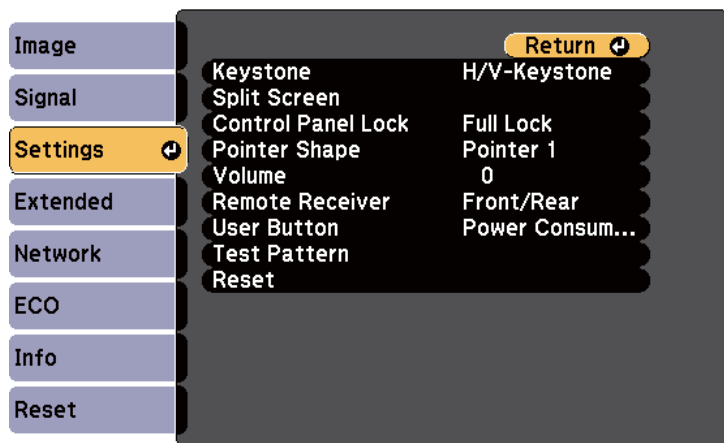 Image
Signal
Settings
Extended
Network
ECO
Info
Reset
Return
Keystone H/V-Keystone
Split Screen
Control Panel Lock Full Lock
Pointer Shape Pointer 1
Volume 0
Remote Receiver Front/Rear
User Button Power Consum...
Test Pattern
Reset